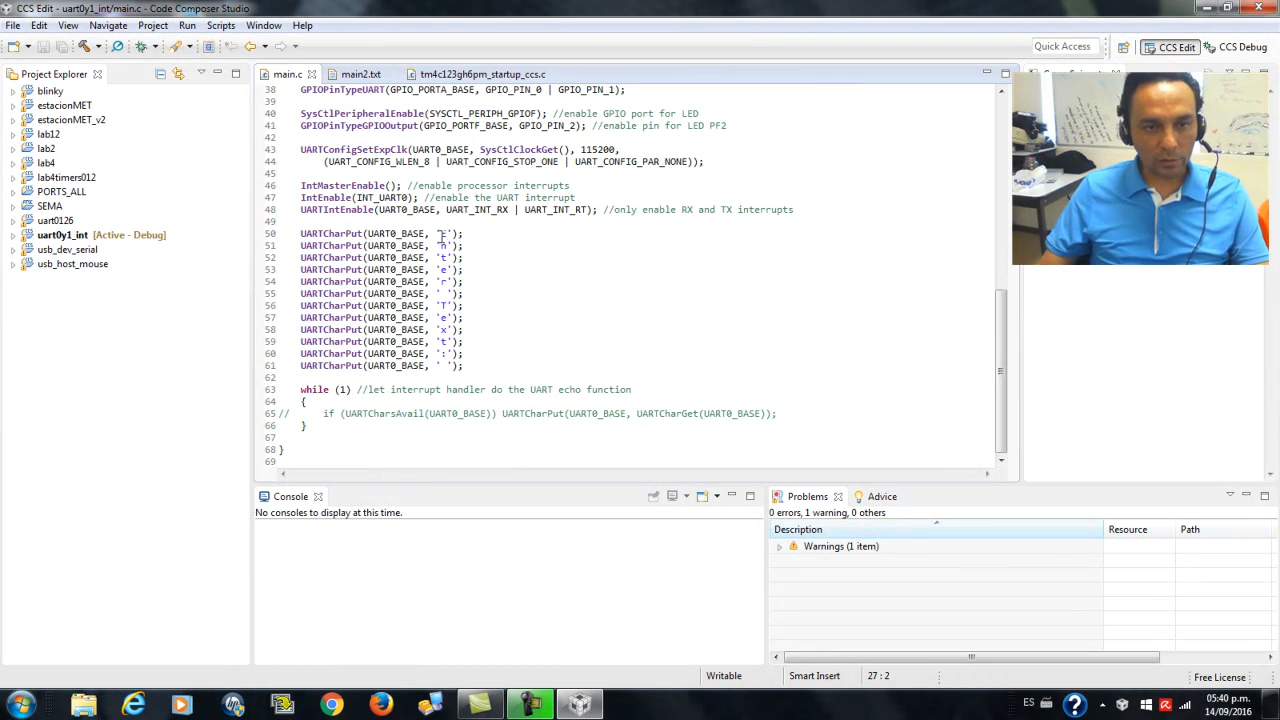 CCS Edit - uart0y1_int/main.c - Code Composer Studio
File Edit View Navigate Project Run Scripts Window Help
Quick Access CCS Edit CCS Debug
Project Explorer
blinky
estacionMET
estacionMET_v2
lab12
lab2
lab4
lab4timers012
PORTS_ALL
SEMA
uart0126
uart0y1_int [Active - Debug]
usb_dev_serial
usb_host_mouse
main.c main2.txt tm4c123gh6pm_startup_ccs.c
38 GPIOPinTypeUART(GPIO_PORTA_BASE, GPIO_PIN_0 | GPIO_PIN_1);
39
40 SysCtlPeripheralEnable(SYSCTL_PERIPH_GPIOF); //enable GPIO port for LED
41 GPIOPinTypeGPIOOutput(GPIO_PORTF_BASE, GPIO_PIN_2); //enable pin for LED PF2
42
43 UARTConfigSetExpClk(UART0_BASE, SysCtlClockGet(), 115200,
44 (UART_CONFIG_WLEN_8 | UART_CONFIG_STOP_ONE | UART_CONFIG_PAR_NONE));
45
46 IntMasterEnable(); //enable processor interrupts
47 IntEnable(INT_UART0); //enable the UART interrupt
48 UARTIntEnable(UART0_BASE, UART_INT_RX | UART_INT_RT); //only enable RX and TX interrupts
49
50 UARTCharPut(UART0_BASE, 'E');
51 UARTCharPut(UART0_BASE, 'n');
52 UARTCharPut(UART0_BASE, 't');
53 UARTCharPut(UART0_BASE, 'e');
54 UARTCharPut(UART0_BASE, 'r');
55 UARTCharPut(UART0_BASE, ' ');
56 UARTCharPut(UART0_BASE, 'T');
57 UARTCharPut(UART0_BASE, 'e');
58 UARTCharPut(UART0_BASE, 'x');
59 UARTCharPut(UART0_BASE, 't');
60 UARTCharPut(UART0_BASE, ':');
61 UARTCharPut(UART0_BASE, ' ');
62
63 while (1) //let interrupt handler do the UART echo function
64 {
65 // if (UARTCharsAvail(UART0_BASE)) UARTCharPut(UART0_BASE, UARTCharGet(UART0_BASE));
66 }
67
68 }
69
Console
No consoles to display at this time.
Problems Advice
0 errors, 1 warning, 0 others
Description Resource Path
Warnings (1 item)
Writable Smart Insert 27 : 2 Free License
ES 05:40 p.m.
14/09/2016